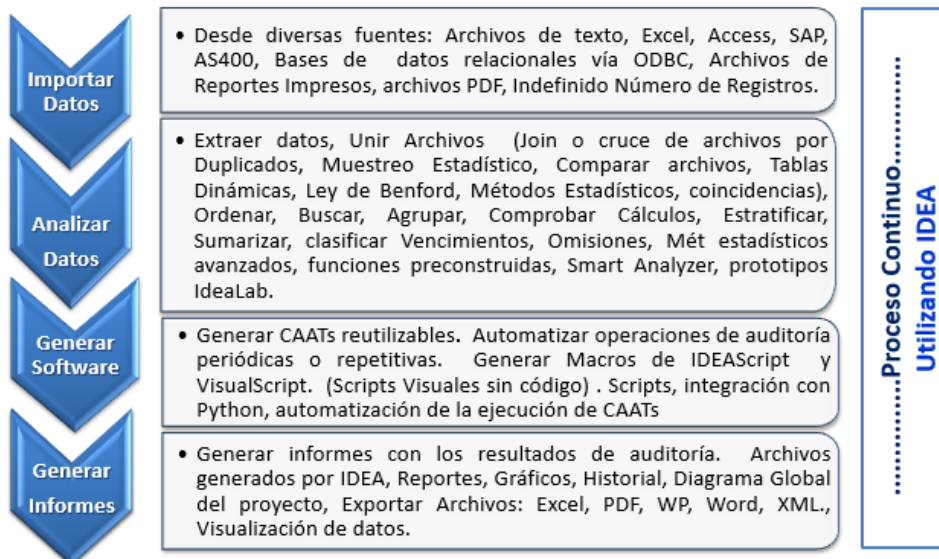 Importar
Datos
• Desde diversas fuentes: Archivos de texto, Excel, Access, SAP,
AS400, Bases de datos relacionales vía ODBC, Archivos de
Reportes Impresos, archivos PDF, Indefinido Número de Registros.
Analizar
Datos
• Extraer datos, Unir Archivos (Join o cruce de archivos por
Duplicados, Muestreo Estadístico, Comparar archivos, Tablas
Dinámicas, Ley de Benford, Métodos Estadísticos, coincidencias),
Ordenar, Buscar, Agrupar, Comprobar Cálculos, Estratificar,
Sumarizar, clasificar Vencimientos, Omisiones, Mét estadísticos
avanzados, funciones preconstruidas, Smart Analyzer, prototipos
IdeaLab.
Generar
Software
• Generar CAATs reutilizables. Automatizar operaciones de auditoría
periódicas o repetitivas. Generar Macros de IDEAScript y
VisualScript. (Scripts Visuales sin código) . Scripts, integración con
Python, automatización de la ejecución de CAATs
Generar
Informes
• Generar informes con los resultados de auditoría. Archivos
generados por IDEA, Reportes, Gráficos, Historial, Diagrama Global
del proyecto, Exportar Archivos: Excel, PDF, WP, Word, XML.,
Visualización de datos.
...............Proceso Continuo...............
Utilizando IDEA